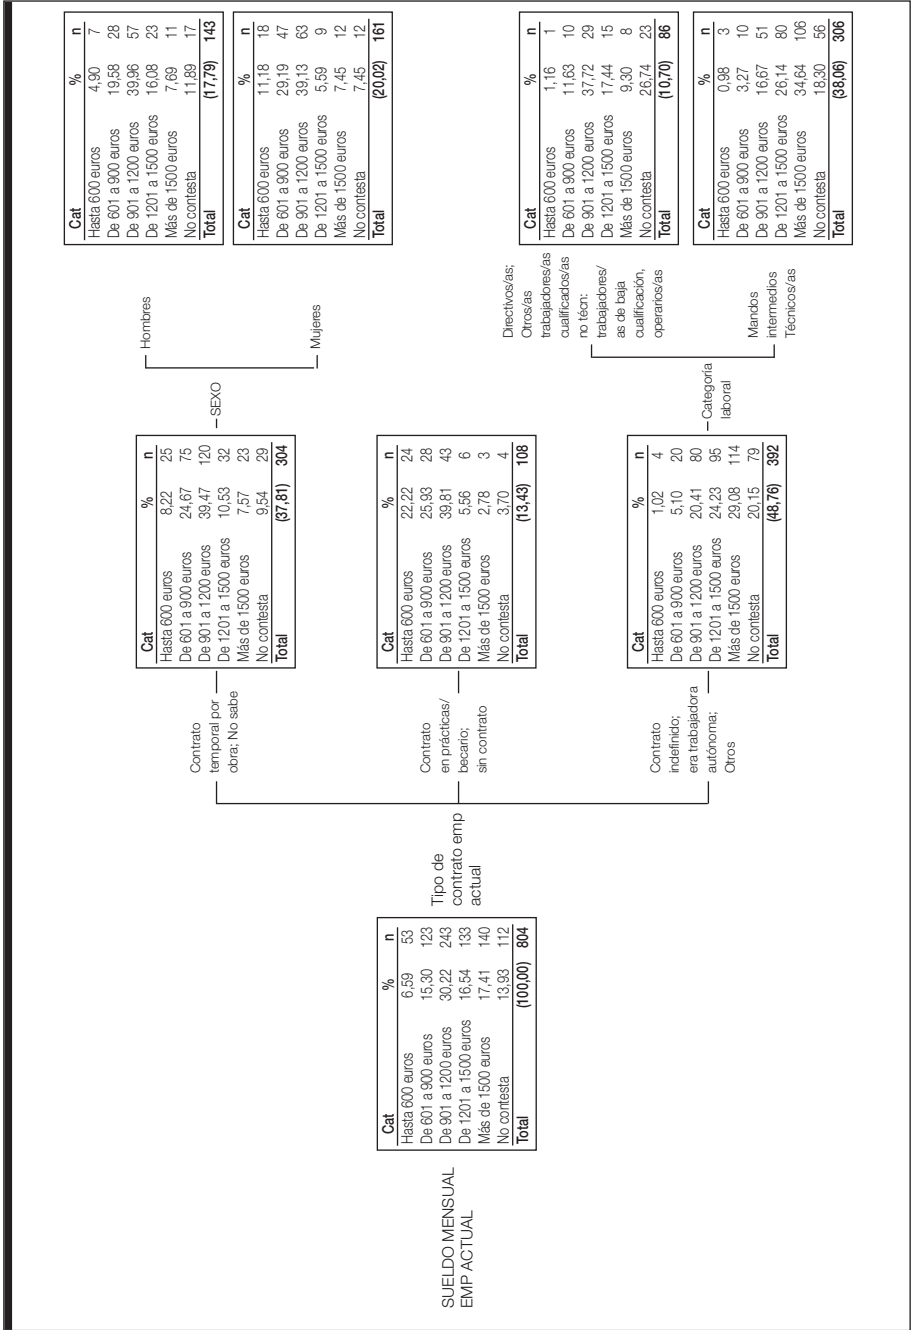 SUELDO MENSUAL
EMP ACTUAL
Cat % n
Hasta 600 euros 6,59 53
De 601 a 900 euros 15,30 123
De 901 a 1200 euros 30,22 243
De 1201 a 1500 euros 16,54 133
Más de 1500 euros 17,41 140
No contesta 13,93 112
Total (100,00) 804
Tipo de
contrato emp
actual
Contrato
temporal por
obra; No sabe
Cat % n
Hasta 600 euros 8,22 25
De 601 a 900 euros 24,67 75
De 901 a 1200 euros 39,47 120
De 1201 a 1500 euros 10,53 32
Más de 1500 euros 7,57 23
No contesta 9,54 29
Total (37,81) 304
SEXO
Hombres
Cat % n
Hasta 600 euros 4,90 7
De 601 a 900 euros 19,58 28
De 901 a 1200 euros 39,96 57
De 1201 a 1500 euros 16,08 23
Más de 1500 euros 7,69 11
No contesta 11,89 17
Total (17,79) 143
Mujeres
Cat % n
Hasta 600 euros 11,18 18
De 601 a 900 euros 29,19 47
De 901 a 1200 euros 39,13 63
De 1201 a 1500 euros 5,59 9
Más de 1500 euros 7,45 12
No contesta 7,45 12
Total (20,02) 161
Contrato
en prácticas/
becario;
sin contrato
Cat % n
Hasta 600 euros 22,22 24
De 601 a 900 euros 25,93 28
De 901 a 1200 euros 39,81 43
De 1201 a 1500 euros 5,56 6
Más de 1500 euros 2,78 3
No contesta 3,70 4
Total (13,43) 108
Contrato
indefinido;
era trabajadora
autónoma;
Otros
Cat % n
Hasta 600 euros 1,02 4
De 601 a 900 euros 5,10 20
De 901 a 1200 euros 20,41 80
De 1201 a 1500 euros 24,23 95
Más de 1500 euros 29,08 114
No contesta 20,15 79
Total (48,76) 392
Categoría
laboral
Directivos/as;
Otros/as
trabajadores/as
cualificados/as
no técn:
trabajadores/
as de baja
cualificación,
operarios/as
Cat % n
Hasta 600 euros 1,16 1
De 601 a 900 euros 11,63 10
De 901 a 1200 euros 37,72 29
De 1201 a 1500 euros 17,44 15
Más de 1500 euros 9,30 8
No contesta 26,74 23
Total (10,70) 86
Mandos
intermedios
Técnicos/as
Cat % n
Hasta 600 euros 0,98 3
De 601 a 900 euros 3,27 10
De 901 a 1200 euros 16,67 51
De 1201 a 1500 euros 26,14 80
Más de 1500 euros 34,64 106
No contesta 18,30 56
Total (38,06) 306